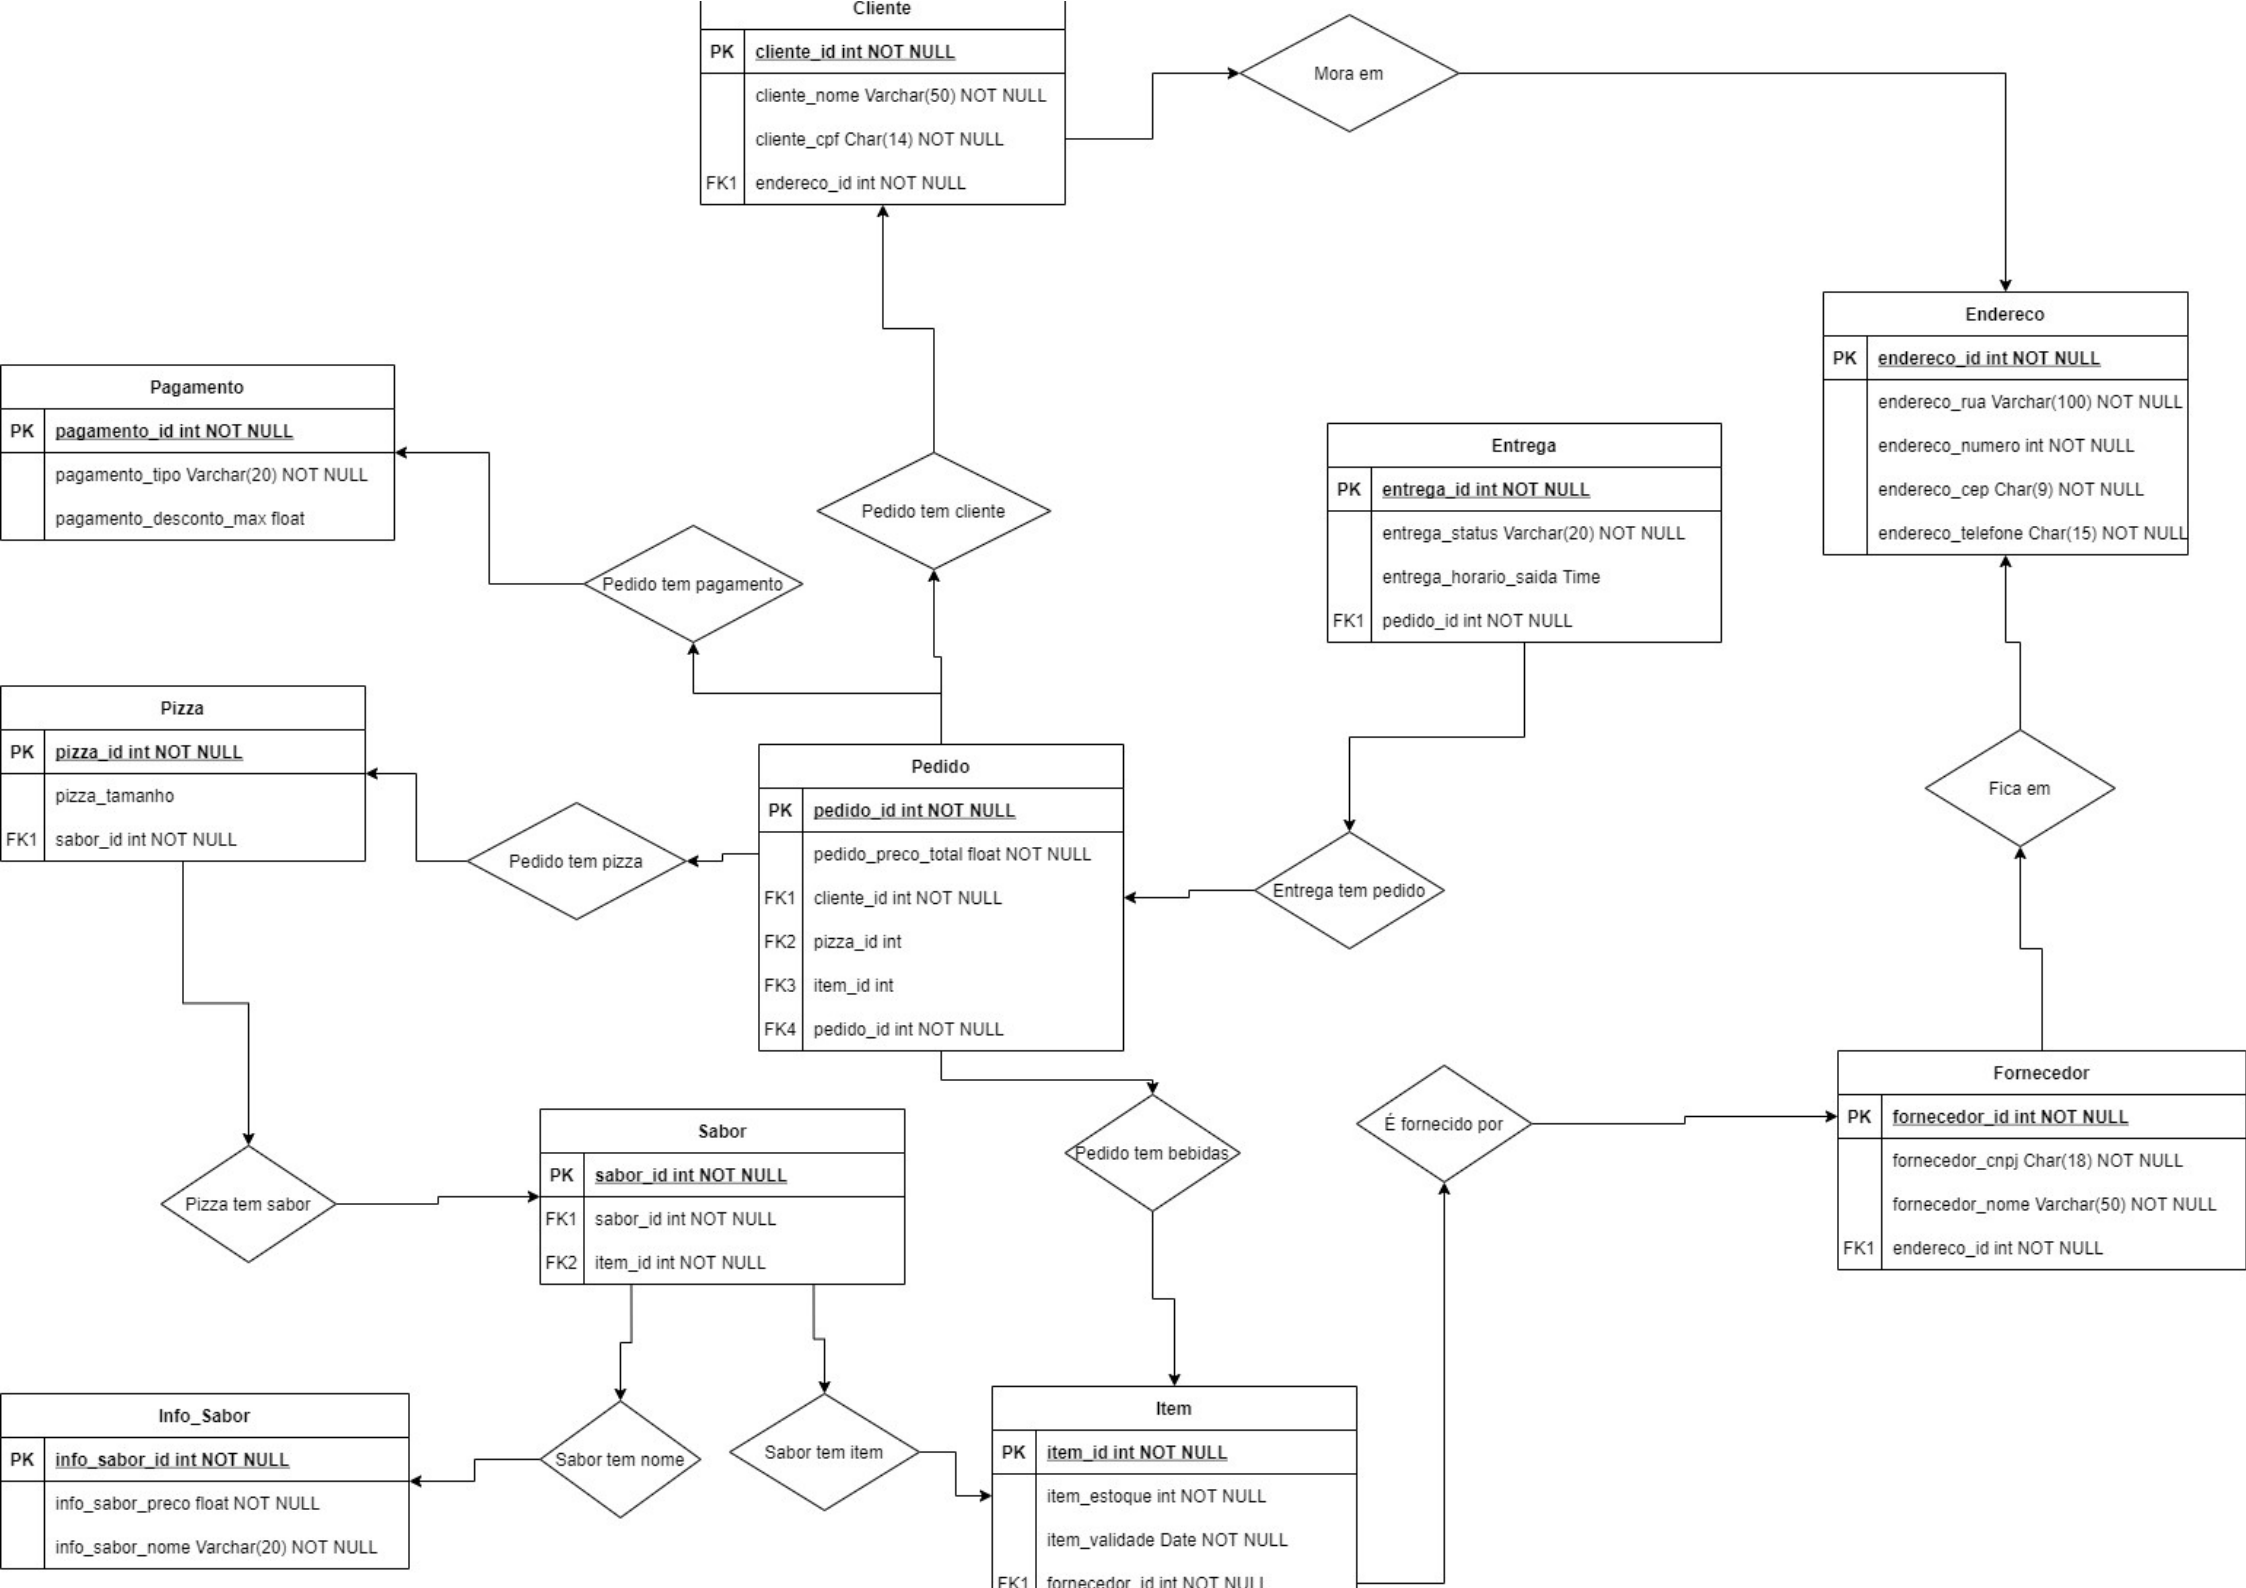 Cliente
PK cliente_id int NOT NULL
cliente_nome Varchar(50) NOT NULL
cliente_cpf Char(14) NOT NULL
FK1 endereco_id int NOT NULL
Mora em
Endereco
PK endereco_id int NOT NULL
endereco_rua Varchar(100) NOT NULL
endereco_numero int NOT NULL
endereco_cep Char(9) NOT NULL
endereco_telefone Char(15) NOT NULL
Pagamento
PK pagamento_id int NOT NULL
pagamento_tipo Varchar(20) NOT NULL
pagamento_desconto_max float
Pedido tem cliente
Pedido tem pagamento
Entrega
PK entrega_id int NOT NULL
entrega_status Varchar(20) NOT NULL
entrega_horario_saida Time
FK1 pedido_id int NOT NULL
Pizza
PK pizza_id int NOT NULL
pizza_tamanho
FK1 sabor_id int NOT NULL
Pedido tem pizza
Pedido
PK pedido_id int NOT NULL
pedido_preco_total float NOT NULL
FK1 cliente_id int NOT NULL
FK2 pizza_id int
FK3 item_id int
FK4 pedido_id int NOT NULL
Entrega tem pedido
Fica em
Fornecedor
PK fornecedor_id int NOT NULL
fornecedor_cnpj Char(18) NOT NULL
fornecedor_nome Varchar(50) NOT NULL
FK1 endereco_id int NOT NULL
É fornecido por
Pedido tem bebidas
Pizza tem sabor
Sabor
PK sabor_id int NOT NULL
FK1 sabor_id int NOT NULL
FK2 item_id int NOT NULL
Info_Sabor
PK info_sabor_id int NOT NULL
info_sabor_preco float NOT NULL
info_sabor_nome Varchar(20) NOT NULL
Sabor tem nome
Sabor tem item
Item
PK item_id int NOT NULL
item_estoque int NOT NULL
item_validade Date NOT NULL
FK1 fornecedor_id int NOT NULL